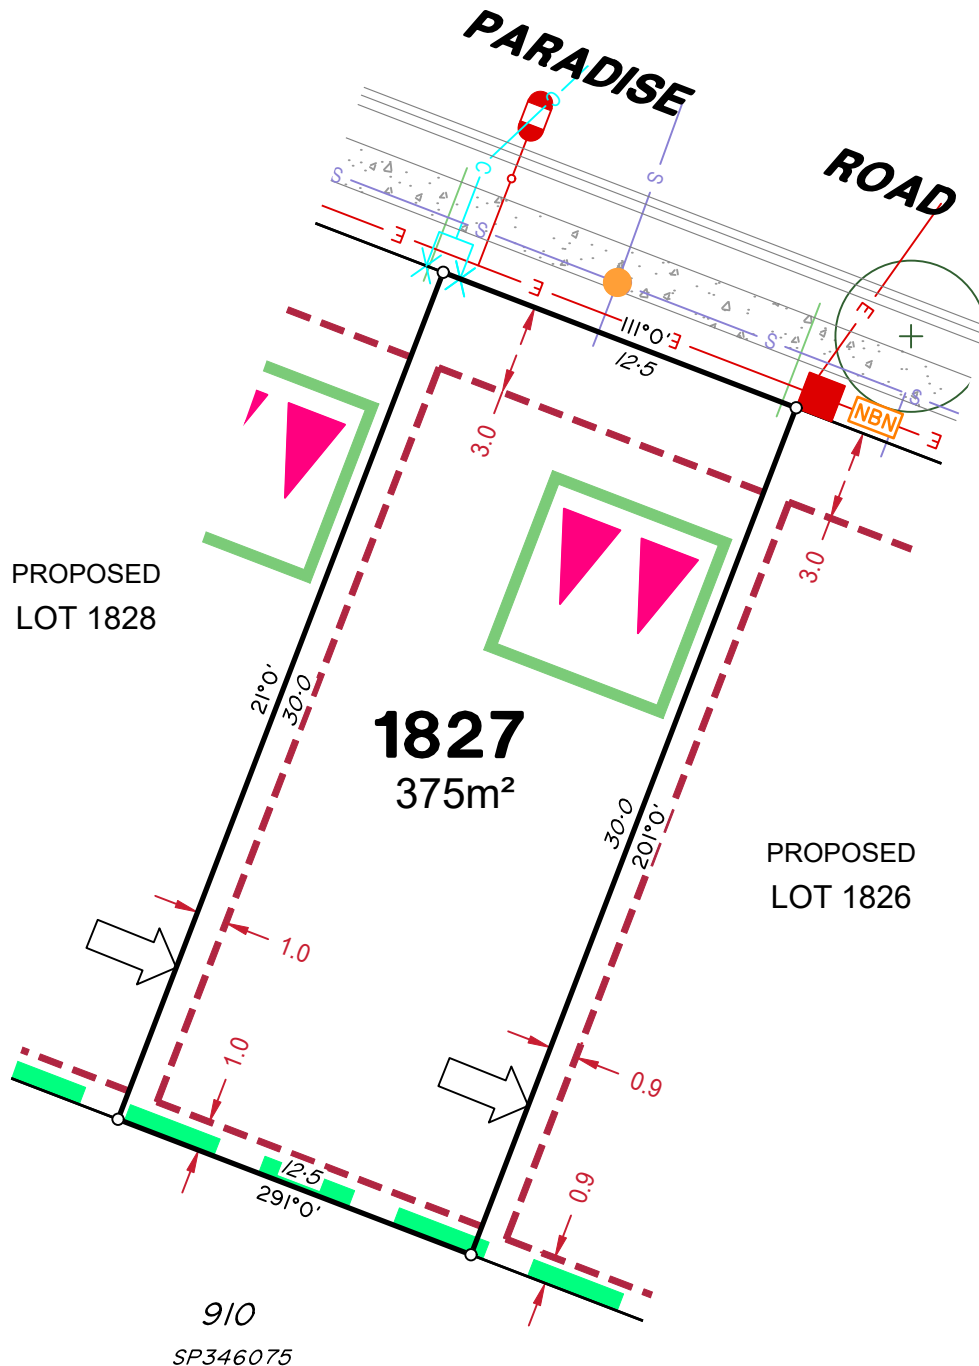 PARADISE
ROAD
C
C
S
S
S
S
S
E
E
E
E
E
NBN
111°0'
12·5
3.0
3.0
PROPOSED
LOT 1828
21°0'
30·0
1827
375m²
30·0
201°0'
PROPOSED
LOT 1826
1.0
1.0
0.9
0.9
12·5
291°0'
910
SP346075